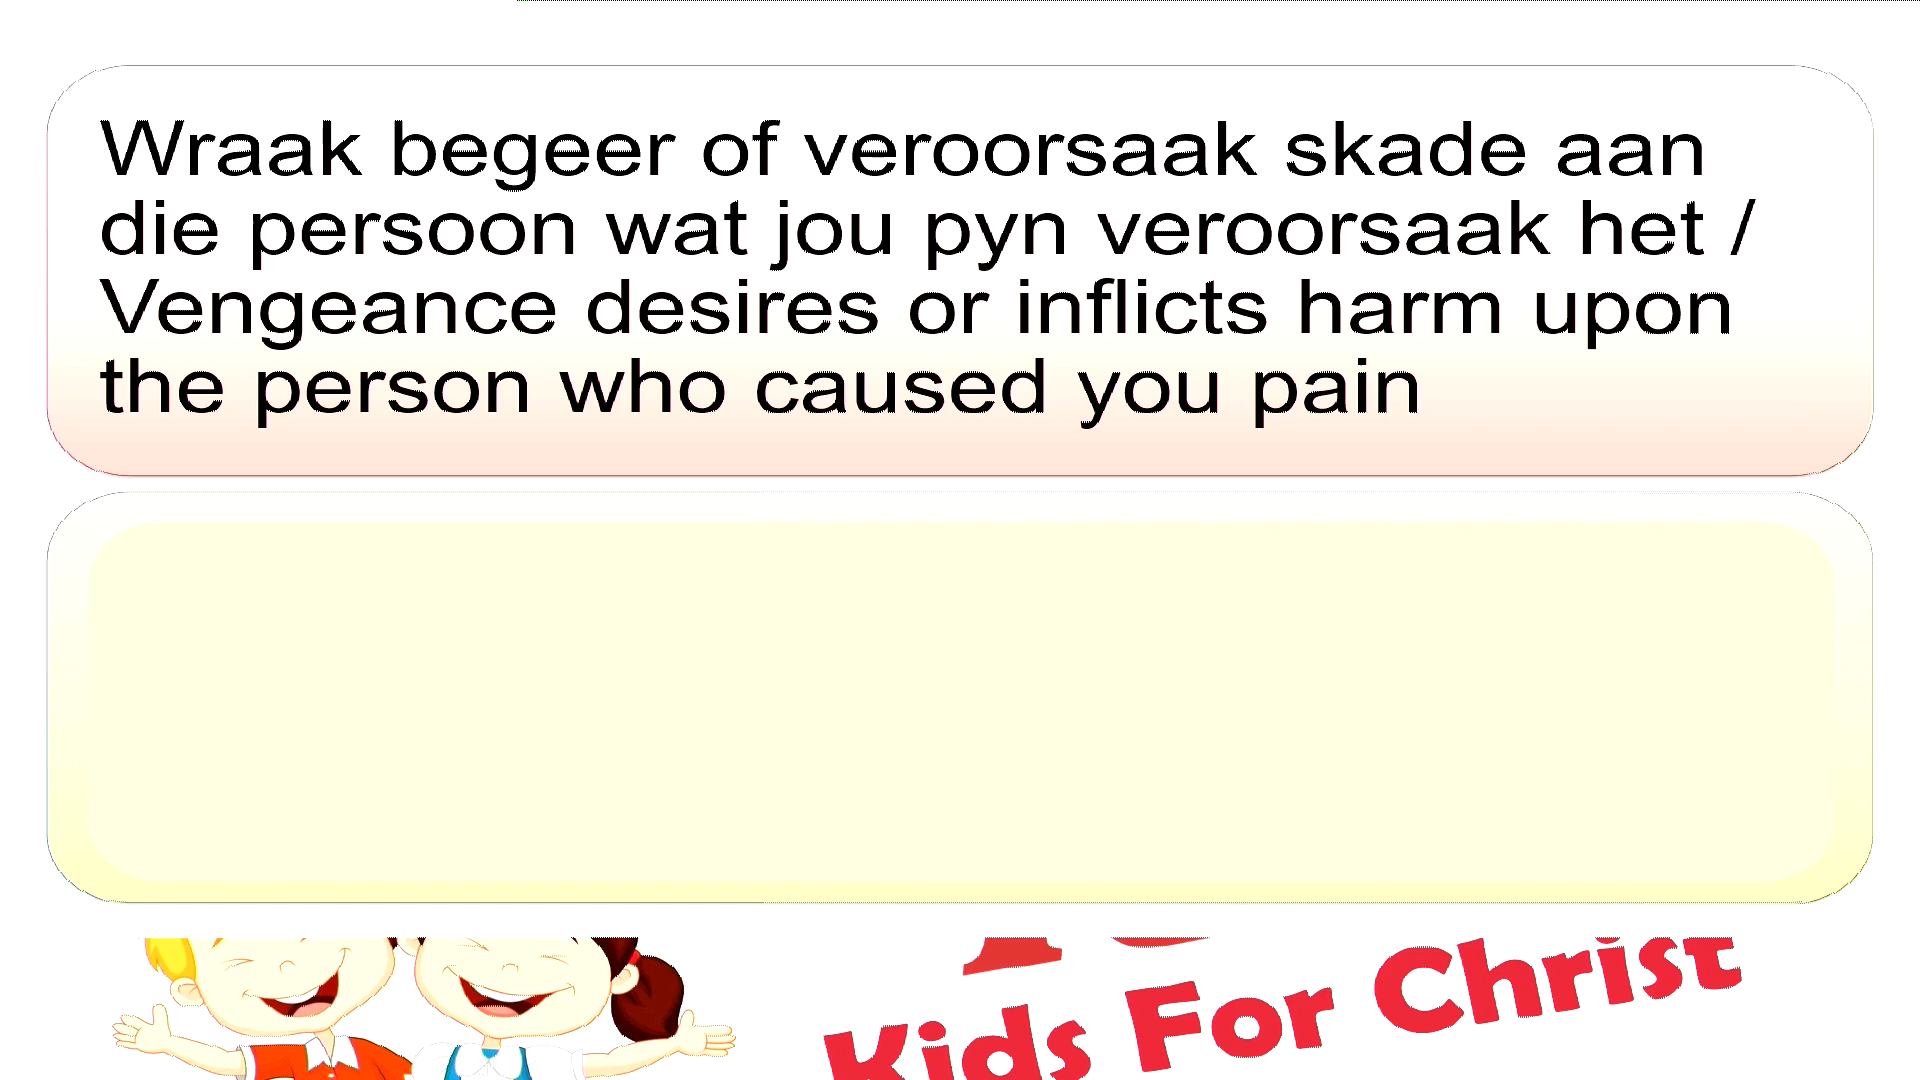 Wraak begeer of veroorsaak skade aan
die persoon wat jou pyn veroorsaak het /
Vengeance desires or inflicts harm upon
the person who caused you pain
Kids For Christ